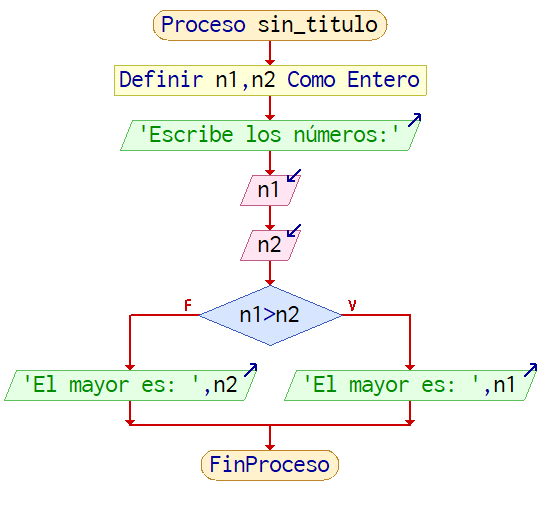 Proceso sin_titulo
Definir n1,n2 Como Entero
'Escribe los números:'
n1
n2
n1>n2
F
V
'El mayor es: ',n2
'El mayor es: ',n1
FinProceso